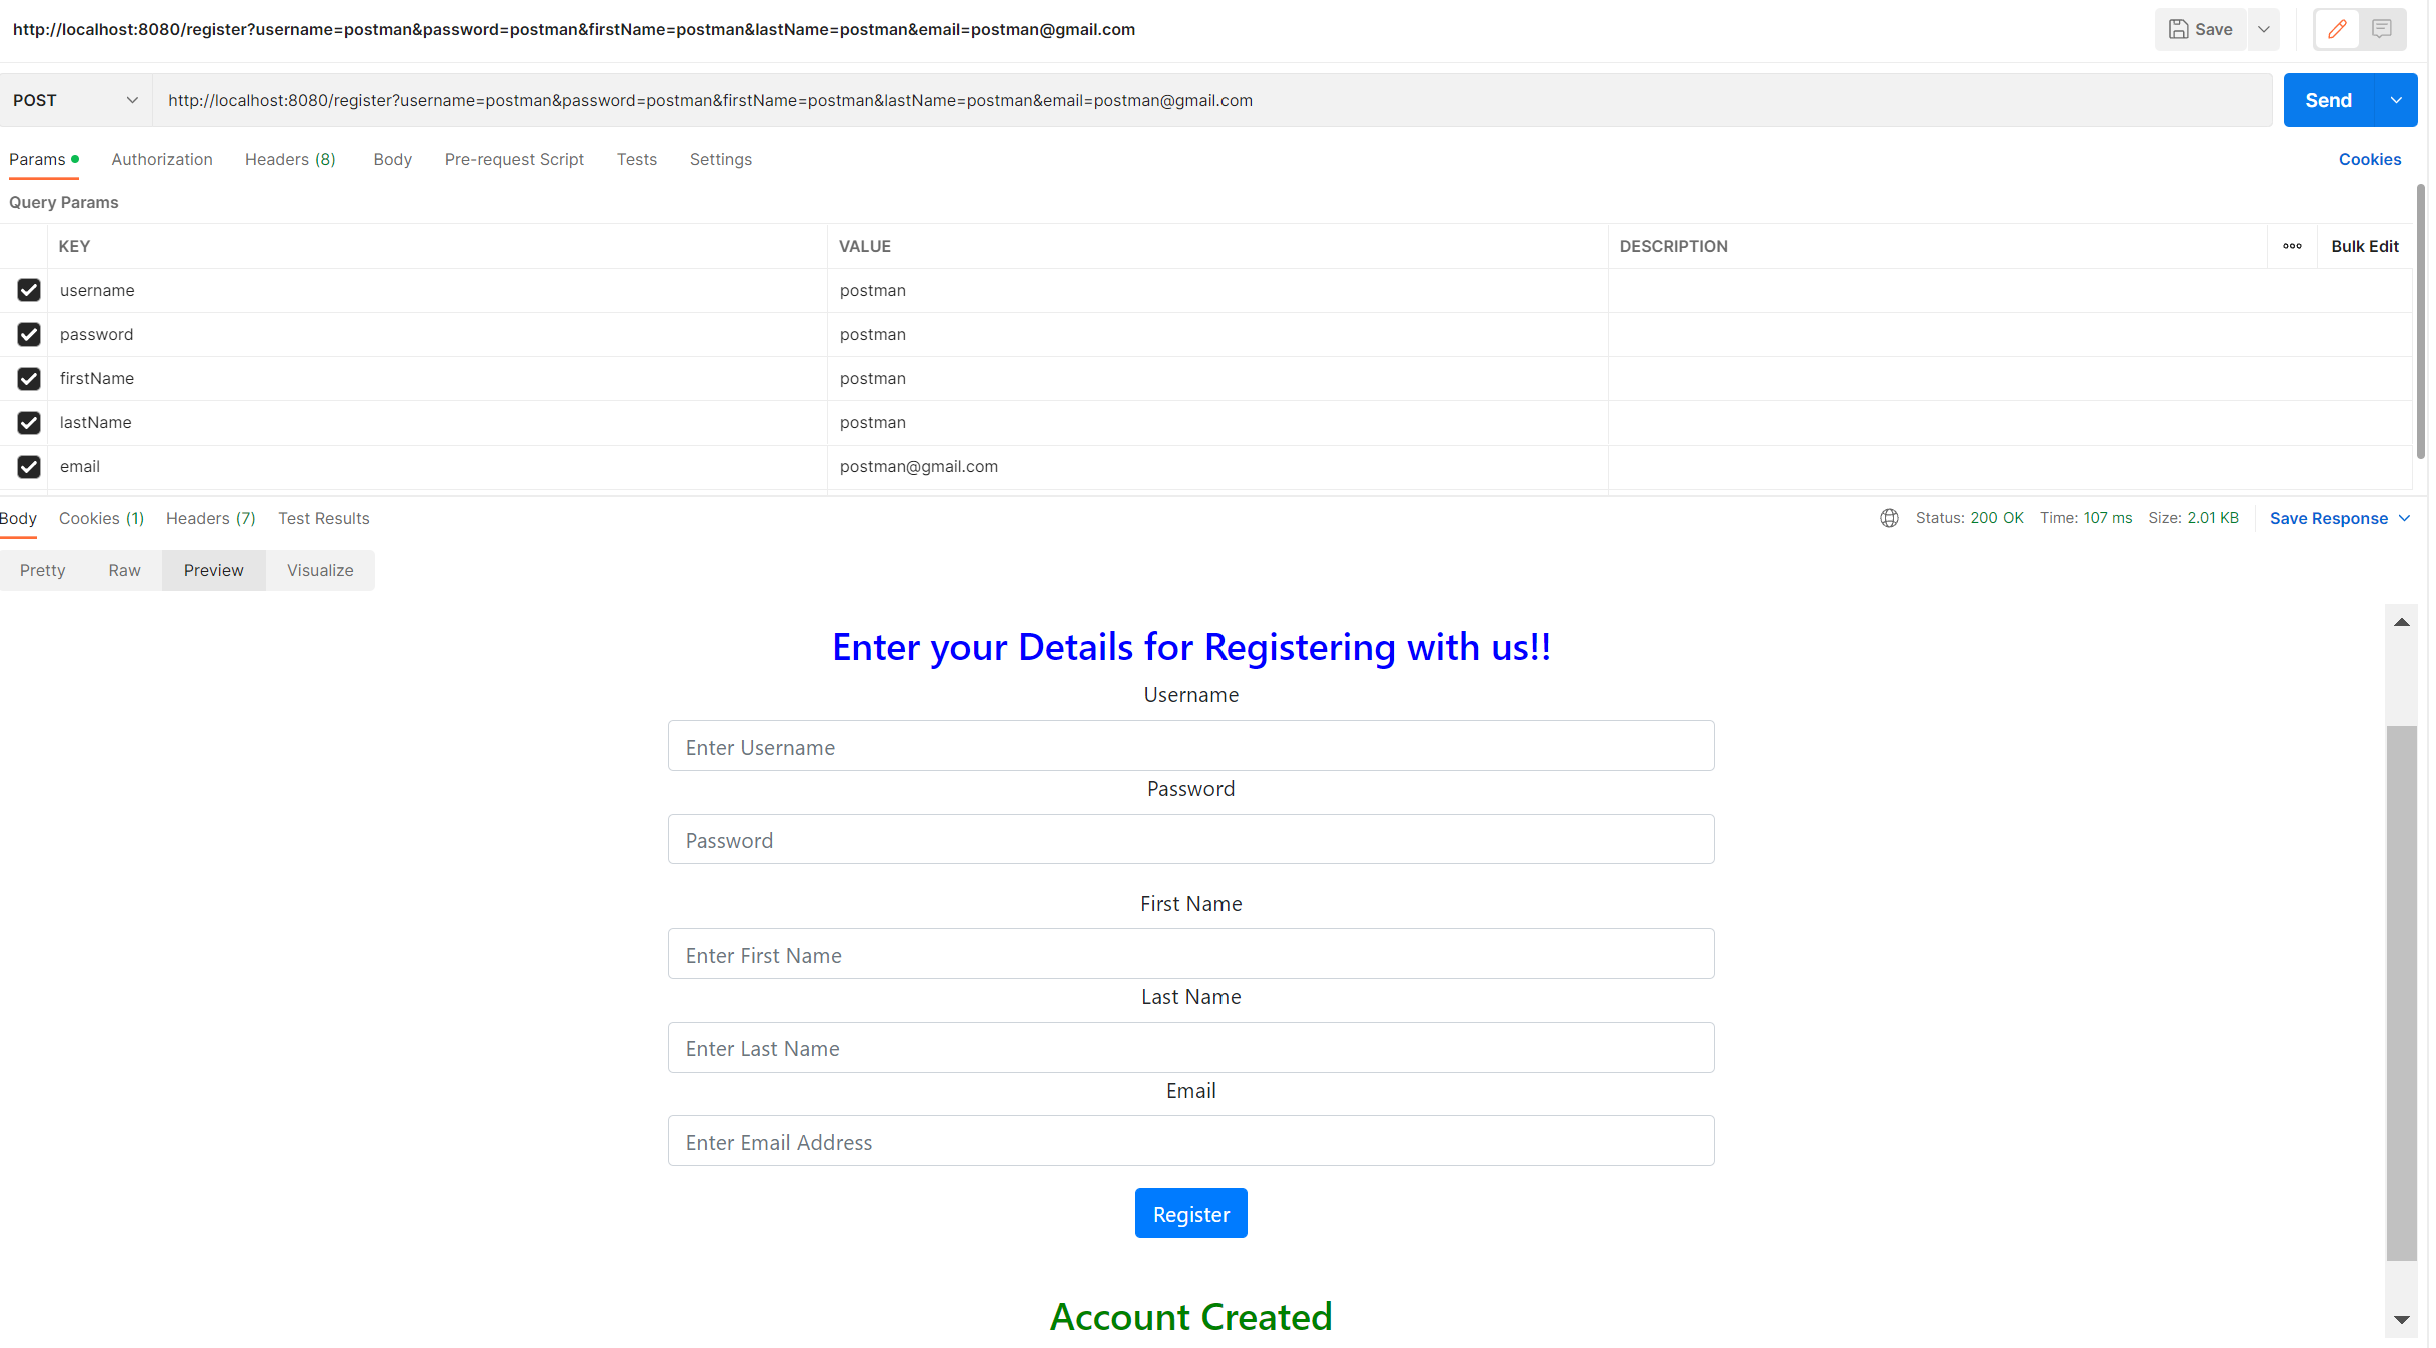 http://localhost:8080/register?username=postman&password=postman&firstName=postman&lastName=postman&email=postman@gmail.com
Save
POST http://localhost:8080/register?username=postman&password=postman&firstName=postman&lastName=postman&email=postman@gmail.com Send
Params Authorization Headers (8) Body Pre-request Script Tests Settings Cookies
Query Params
KEY VALUE DESCRIPTION Bulk Edit
username postman
password postman
firstName postman
lastName postman
email postman@gmail.com
Body Cookies (1) Headers (7) Test Results Status: 200 OK Time: 107 ms Size: 2.01 KB Save Response
Pretty Raw Preview Visualize
Enter your Details for Registering with us!!
Username
Enter Username
Password
Password
First Name
Enter First Name
Last Name
Enter Last Name
Email
Enter Email Address
Register
Account Created